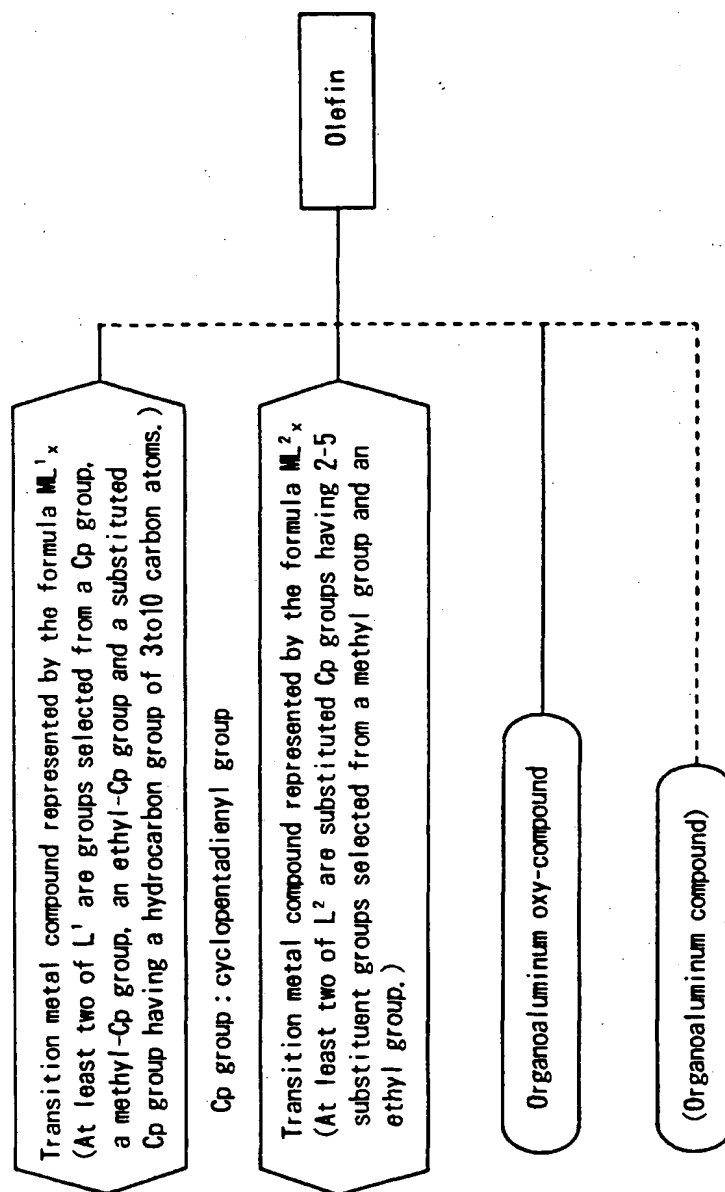 Transition metal compound represented by the formula ML¹ₓ
(At least two of L¹ are groups selected from a Cp group,
a methyl-Cp group, an ethyl-Cp group and a substituted
Cp group having a hydrocarbon group of 3to10 carbon atoms.)
Cp group : cyclopentadienyl group
Transition metal compound represented by the formula ML²ₓ
(At least two of L² are substituted Cp groups having 2-5
substituent groups selected from a methyl group and an
ethyl group.)
Organoaluminum oxy-compound
(Organoaluminum compound)
Olefin